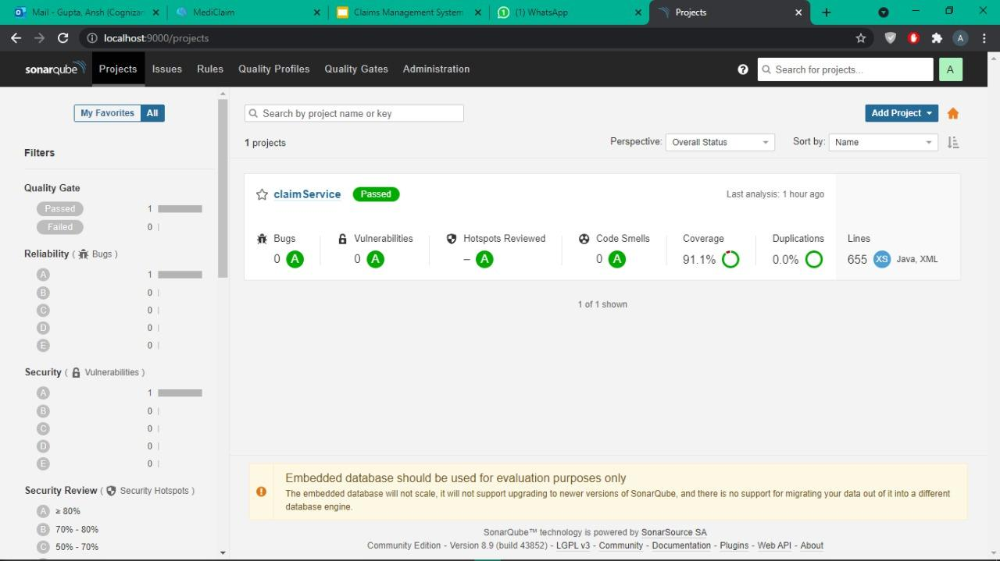 Mail - Gupta, Ansh (Cognizan
MediClaim
Claims Management System
(1) WhatsApp
Projects
localhost:9000/projects
A
sonarqube
Projects
Issues
Rules
Quality Profiles
Quality Gates
Administration
Search for projects...
A
My Favorites
All
Search by project name or key
Add Project
1 projects
Perspective:
Overall Status
Sort by:
Name
Filters
Quality Gate
Passed 1
Failed 0
Reliability ( Bugs )
A 1
B 0
C 0
D 0
E 0
Security ( Vulnerabilities )
A 1
B 0
C 0
D 0
E 0
Security Review ( Security Hotspots )
A ≥ 80%
B 70% - 80%
C 50% - 70%
claimService
Passed
Last analysis: 1 hour ago
Bugs
0 A
Vulnerabilities
0 A
Hotspots Reviewed
– A
Code Smells
0 A
Coverage
91.1%
Duplications
0.0%
Lines
655 XS Java, XML
1 of 1 shown
Embedded database should be used for evaluation purposes only
The embedded database will not scale, it will not support upgrading to newer versions of SonarQube, and there is no support for migrating your data out of it into a different
database engine.
SonarQube™ technology is powered by SonarSource SA
Community Edition - Version 8.9 (build 43852) - LGPL v3 - Community - Documentation - Plugins - Web API - About